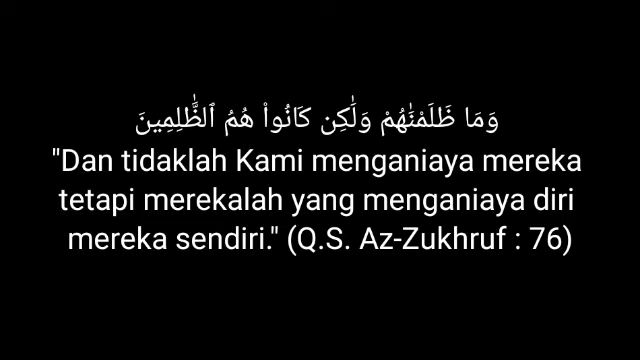 وَمَا ظَلَمْنَٰهُمْ وَلَٰكِن كَانُوا۟ هُمُ ٱلظَّٰلِمِينَ
"Dan tidaklah Kami menganiaya mereka
tetapi merekalah yang menganiaya diri
mereka sendiri." (Q.S. Az-Zukhruf : 76)